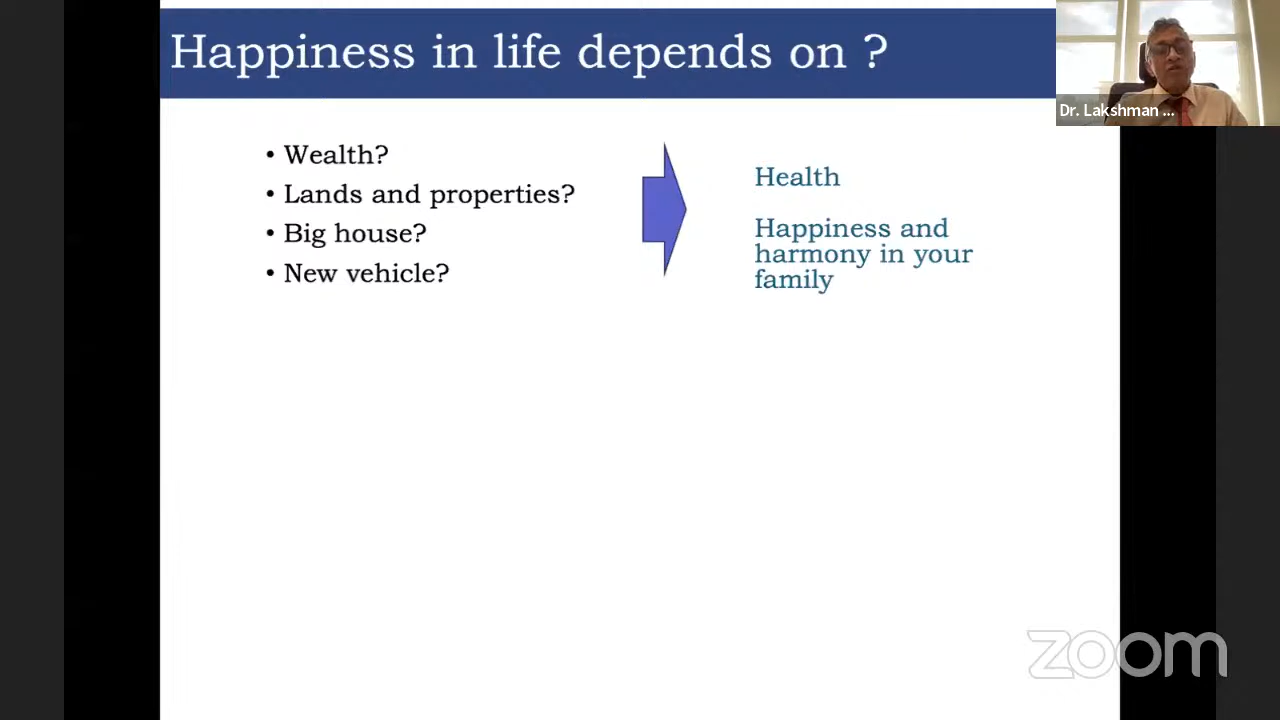 Happiness in life depends on ?
Dr. Lakshman ...
• Wealth?
• Lands and properties?
• Big house?
• New vehicle?
Health
Happiness and
harmony in your
family
zoom